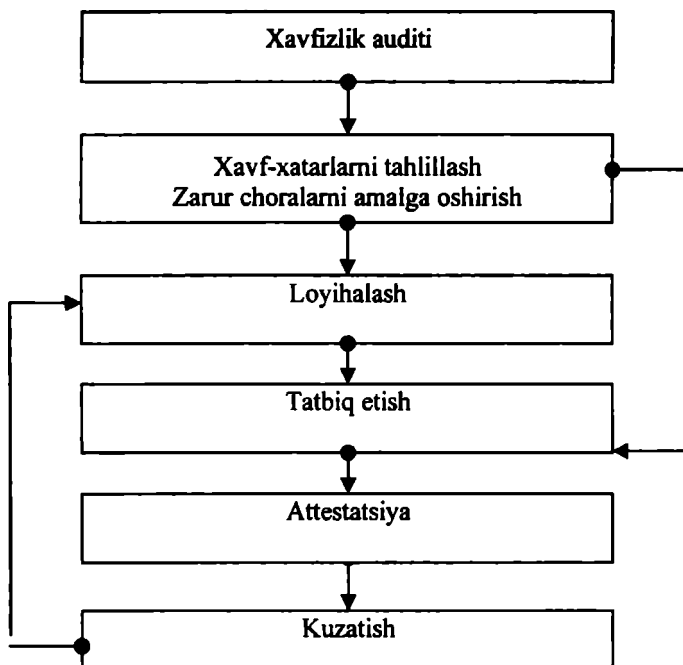 Xavfizlik auditi
Xavf-xatarlarni tahlillash
Zarur choralarni amalga oshirish
Loyihalash
Tatbiq etish
Attestatsiya
Kuzatish